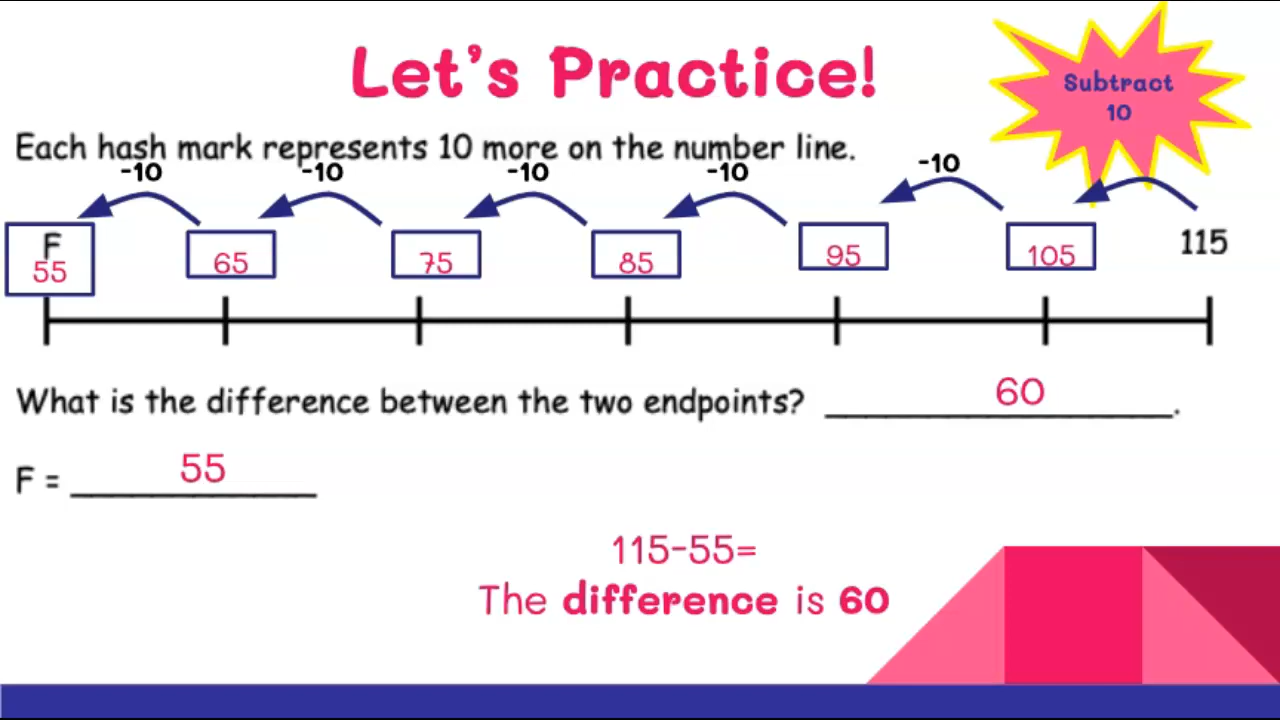 Let's Practice!
Subtract
10
Each hash mark represents 10 more on the number line.
-10 -10 -10 -10 -10
F
55 65 75 85 95 105 115
What is the difference between the two endpoints? 60.
F = 55
115-55=
The difference is 60